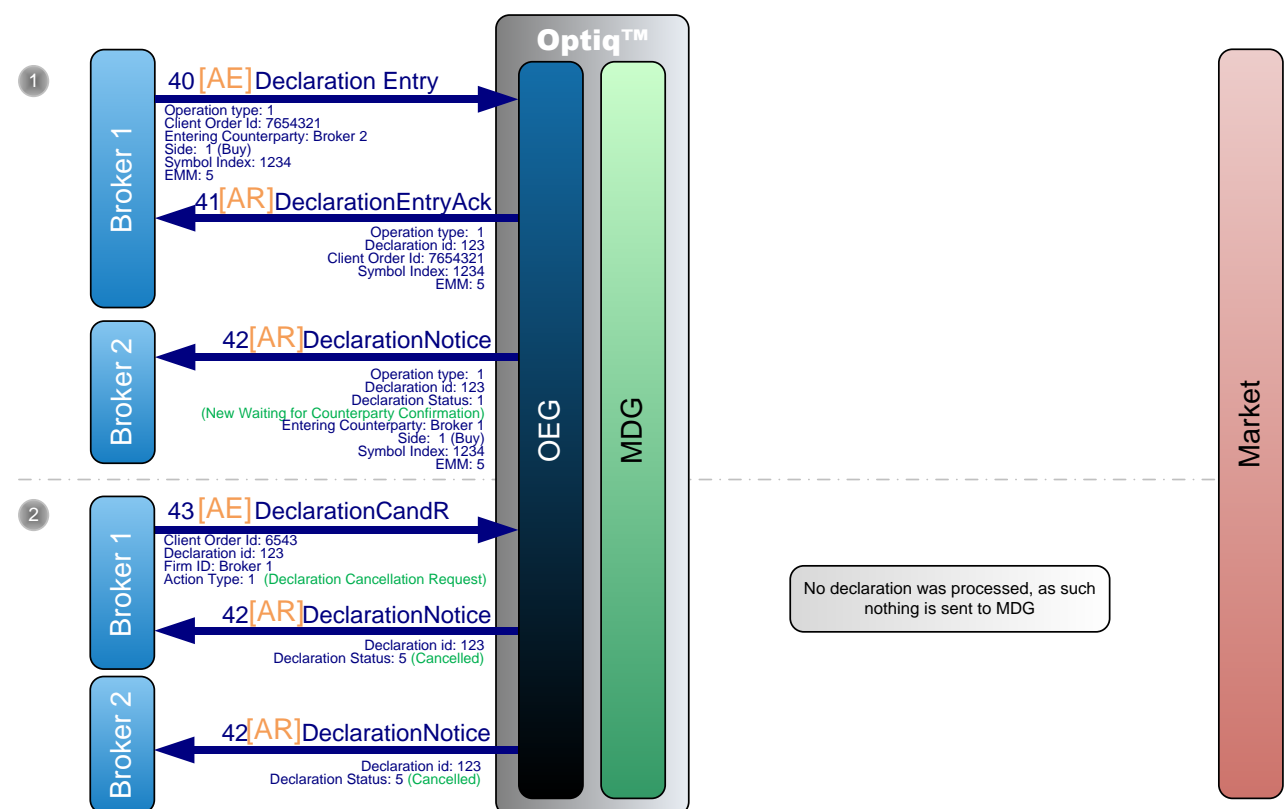 Optiq™
1
Broker 1
40 [AE] Declaration Entry
Operation type: 1
Client Order Id: 7654321
Entering Counterparty: Broker 2
Side: 1 (Buy)
Symbol Index: 1234
EMM: 5
41[AR]DeclarationEntryAck
Operation type: 1
Declaration id: 123
Client Order Id: 7654321
Symbol Index: 1234
EMM: 5
Broker 2
42[AR]DeclarationNotice
Operation type: 1
Declaration id: 123
Declaration Status: 1
(New Waiting for Counterparty Confirmation)
Entering Counterparty: Broker 1
Side: 1 (Buy)
Symbol Index: 1234
EMM: 5
OEG
MDG
Market
2
Broker 1
43 [AE] DeclarationCandR
Client Order Id: 6543
Declaration id: 123
Firm ID: Broker 1
Action Type: 1 (Declaration Cancellation Request)
42[AR]DeclarationNotice
Declaration id: 123
Declaration Status: 5 (Cancelled)
No declaration was processed, as such
nothing is sent to MDG
Broker 2
42[AR]DeclarationNotice
Declaration id: 123
Declaration Status: 5 (Cancelled)